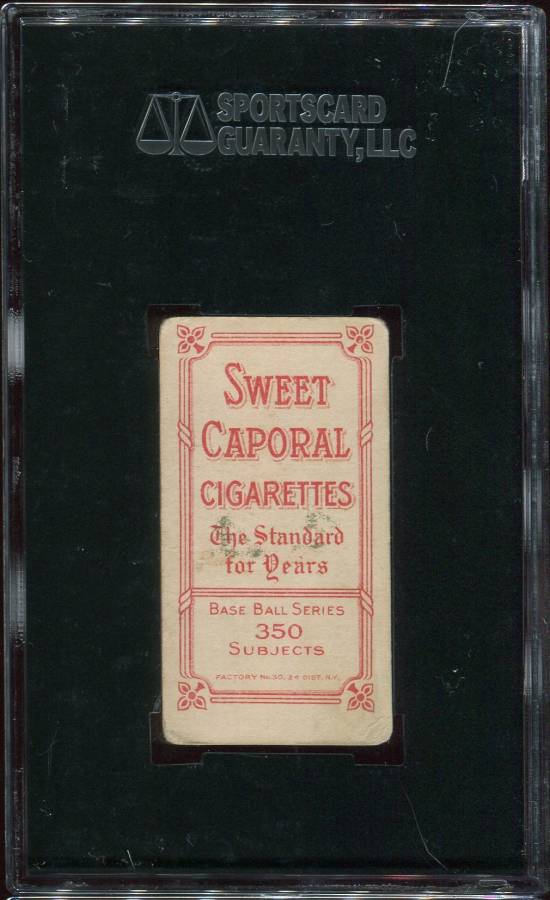 SPORTSCARD
GUARANTY, LLC
SWEET
CAPORAL
CIGARETTES
The Standard
for Years
BASE BALL SERIES
350
SUBJECTS
FACTORY No. 30, 2d DIST. N.Y.